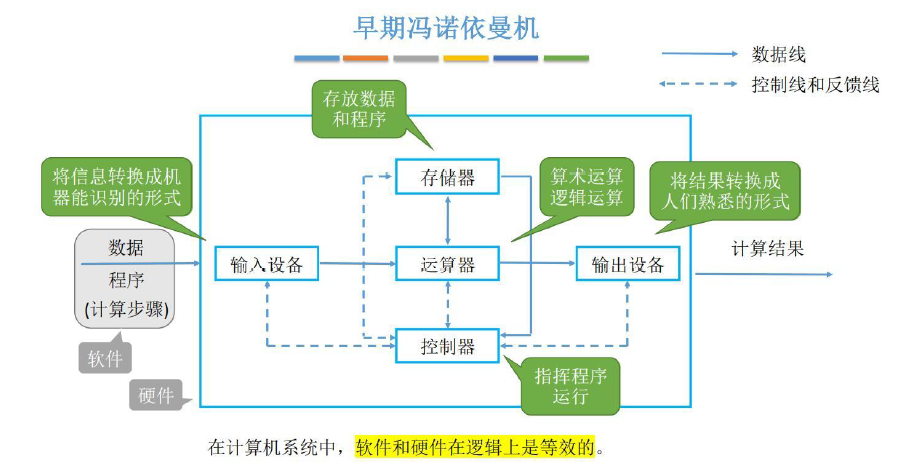 早期冯诺依曼机
数据线
控制线和反馈线
存放数据
和程序
将信息转换成机
器能识别的形式
存储器
算术运算
逻辑运算
将结果转换成
人们熟悉的形式
数据
程序
(计算步骤)
输入设备
运算器
输出设备
计算结果
控制器
软件
硬件
指挥程序
运行
在计算机系统中，软件和硬件在逻辑上是等效的。